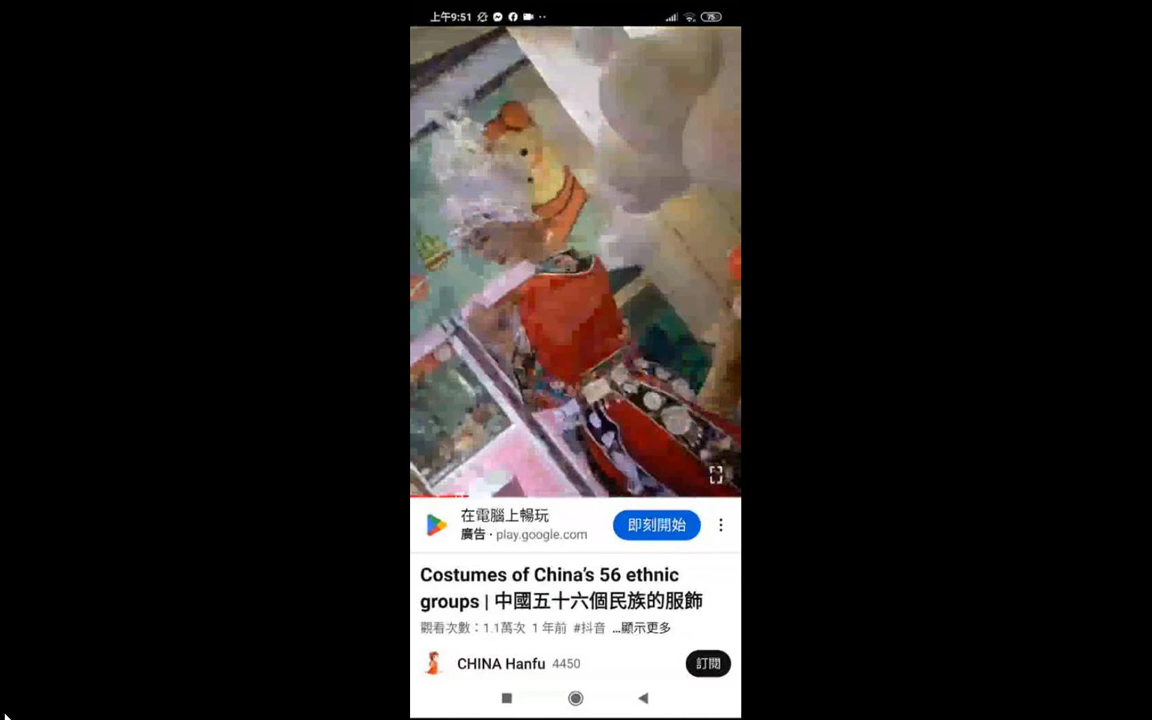 上午9:51
75
在電腦上暢玩
廣告 · play.google.com
即刻開始
Costumes of China's 56 ethnic
groups | 中國五十六個民族的服飾
觀看次數：1.1萬次 1 年前 #抖音 ...顯示更多
CHINA Hanfu 4450
訂閱